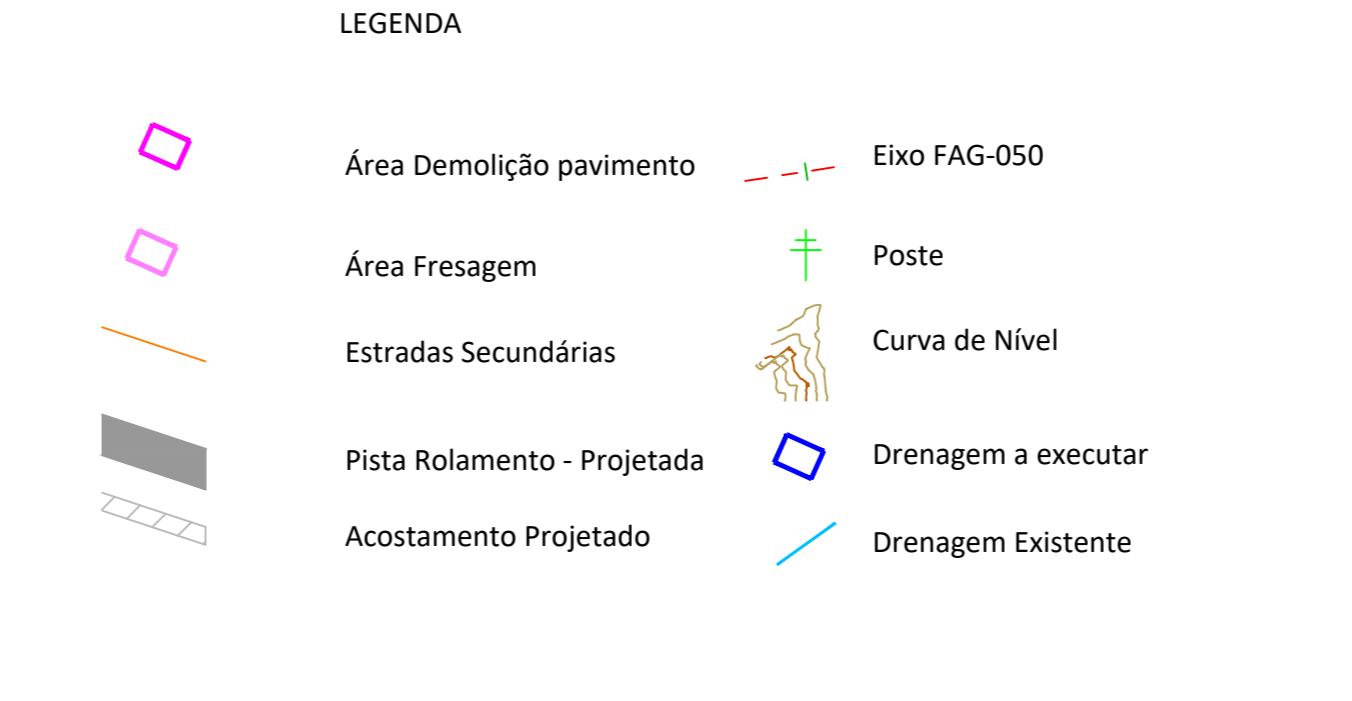 LEGENDA
Área Demolição pavimento
Área Fresagem
Estradas Secundárias
Pista Rolamento - Projetada
Acostamento Projetado
Eixo FAG-050
Poste
Curva de Nível
Drenagem a executar
Drenagem Existente